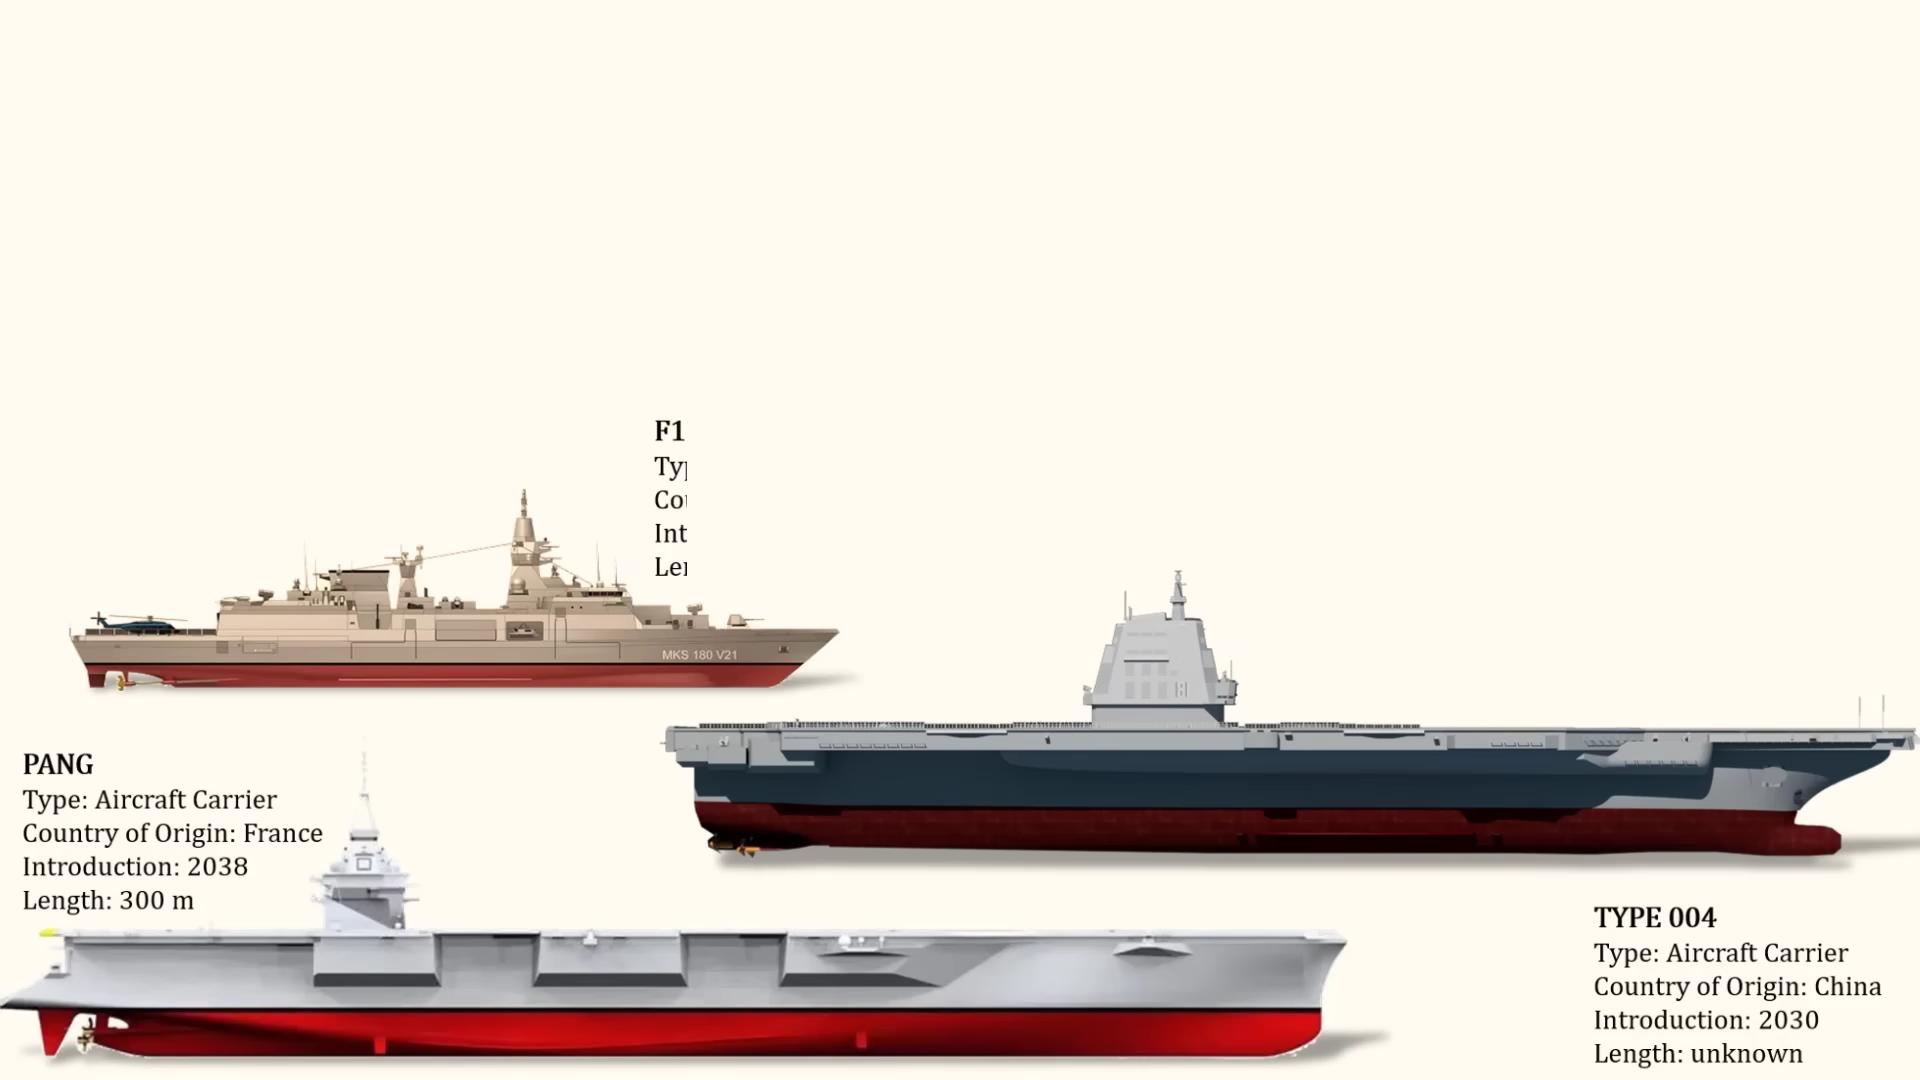 F1
Int
MKS 180 V21
PANG
Type: Aircraft Carrier
Country of Origin: France
Introduction: 2038
Length: 300 m
TYPE 004
Type: Aircraft Carrier
Country of Origin: China
Introduction: 2030
Length: unknown